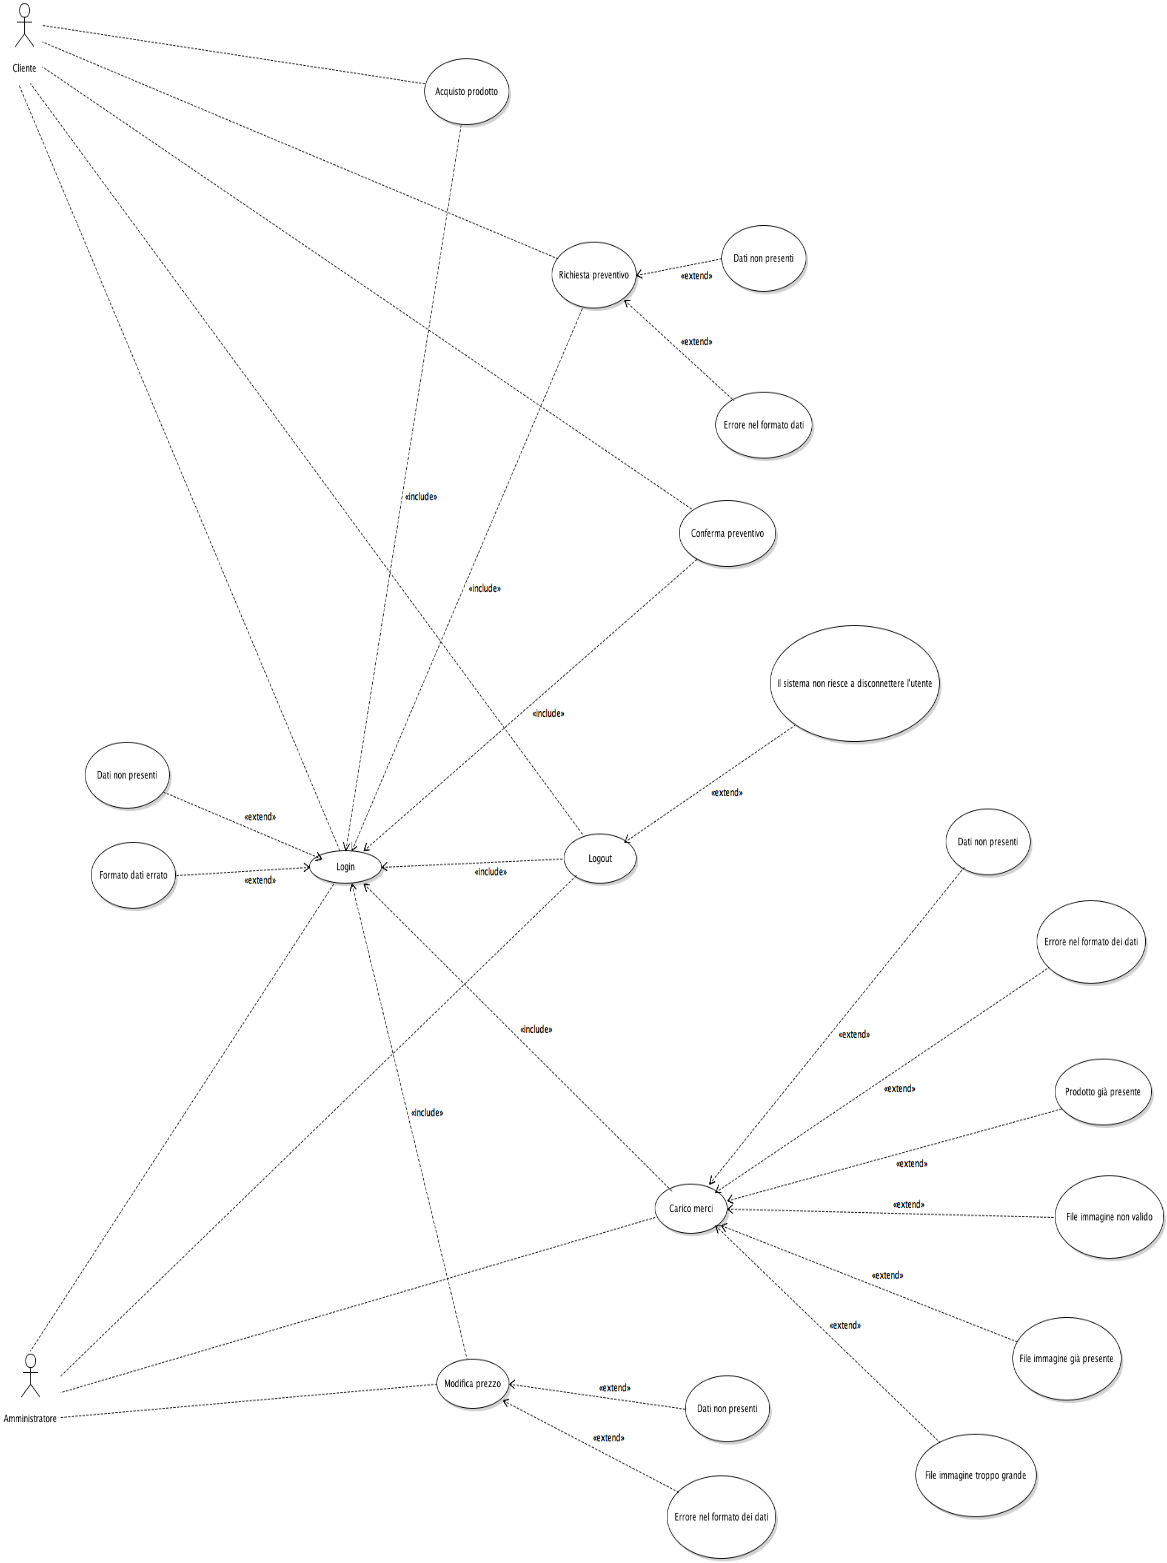 Cliente
Acquisto prodotto
Dati non presenti
Richiesta preventivo
«extend»
«extend»
Errore nel formato dati
«include»
Conferma preventivo
«include»
Il sistema non riesce a disconnettere l'utente
«include»
Dati non presenti
«extend»
«extend»
Dati non presenti
Logout
Login
«include»
Formato dati errato
«extend»
Errore nel formato dei dati
«include»
«extend»
«extend»
Prodotto già presente
«include»
«extend»
«extend»
Carico merci
File immagine non valido
«extend»
«extend»
File immagine già presente
Modifica prezzo
«extend»
Dati non presenti
Amministratore
«extend»
File immagine troppo grande
Errore nel formato dei dati